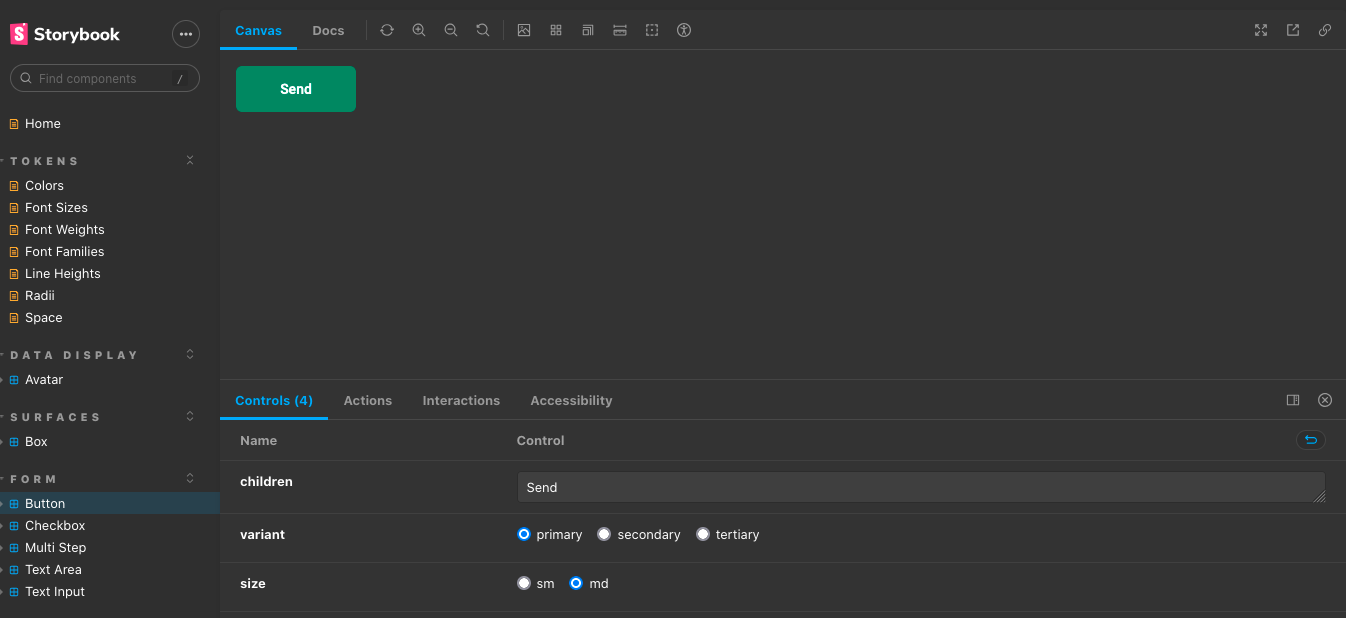 Storybook
Find components /
Home
TOKENS
Colors
Font Sizes
Font Weights
Font Families
Line Heights
Radii
Space
DATA DISPLAY
Avatar
SURFACES
Box
FORM
Button
Checkbox
Multi Step
Text Area
Text Input
Canvas Docs
Send
Controls (4) Actions Interactions Accessibility
Name Control
children Send
variant primary secondary tertiary
size sm md